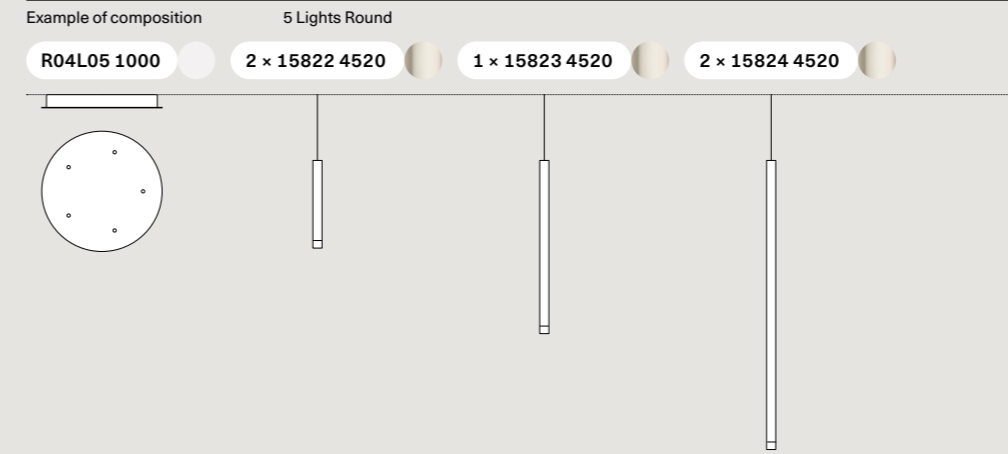 Example of composition 5 Lights Round
R04L05 1000 2 × 15822 4520 1 × 15823 4520 2 × 15824 4520